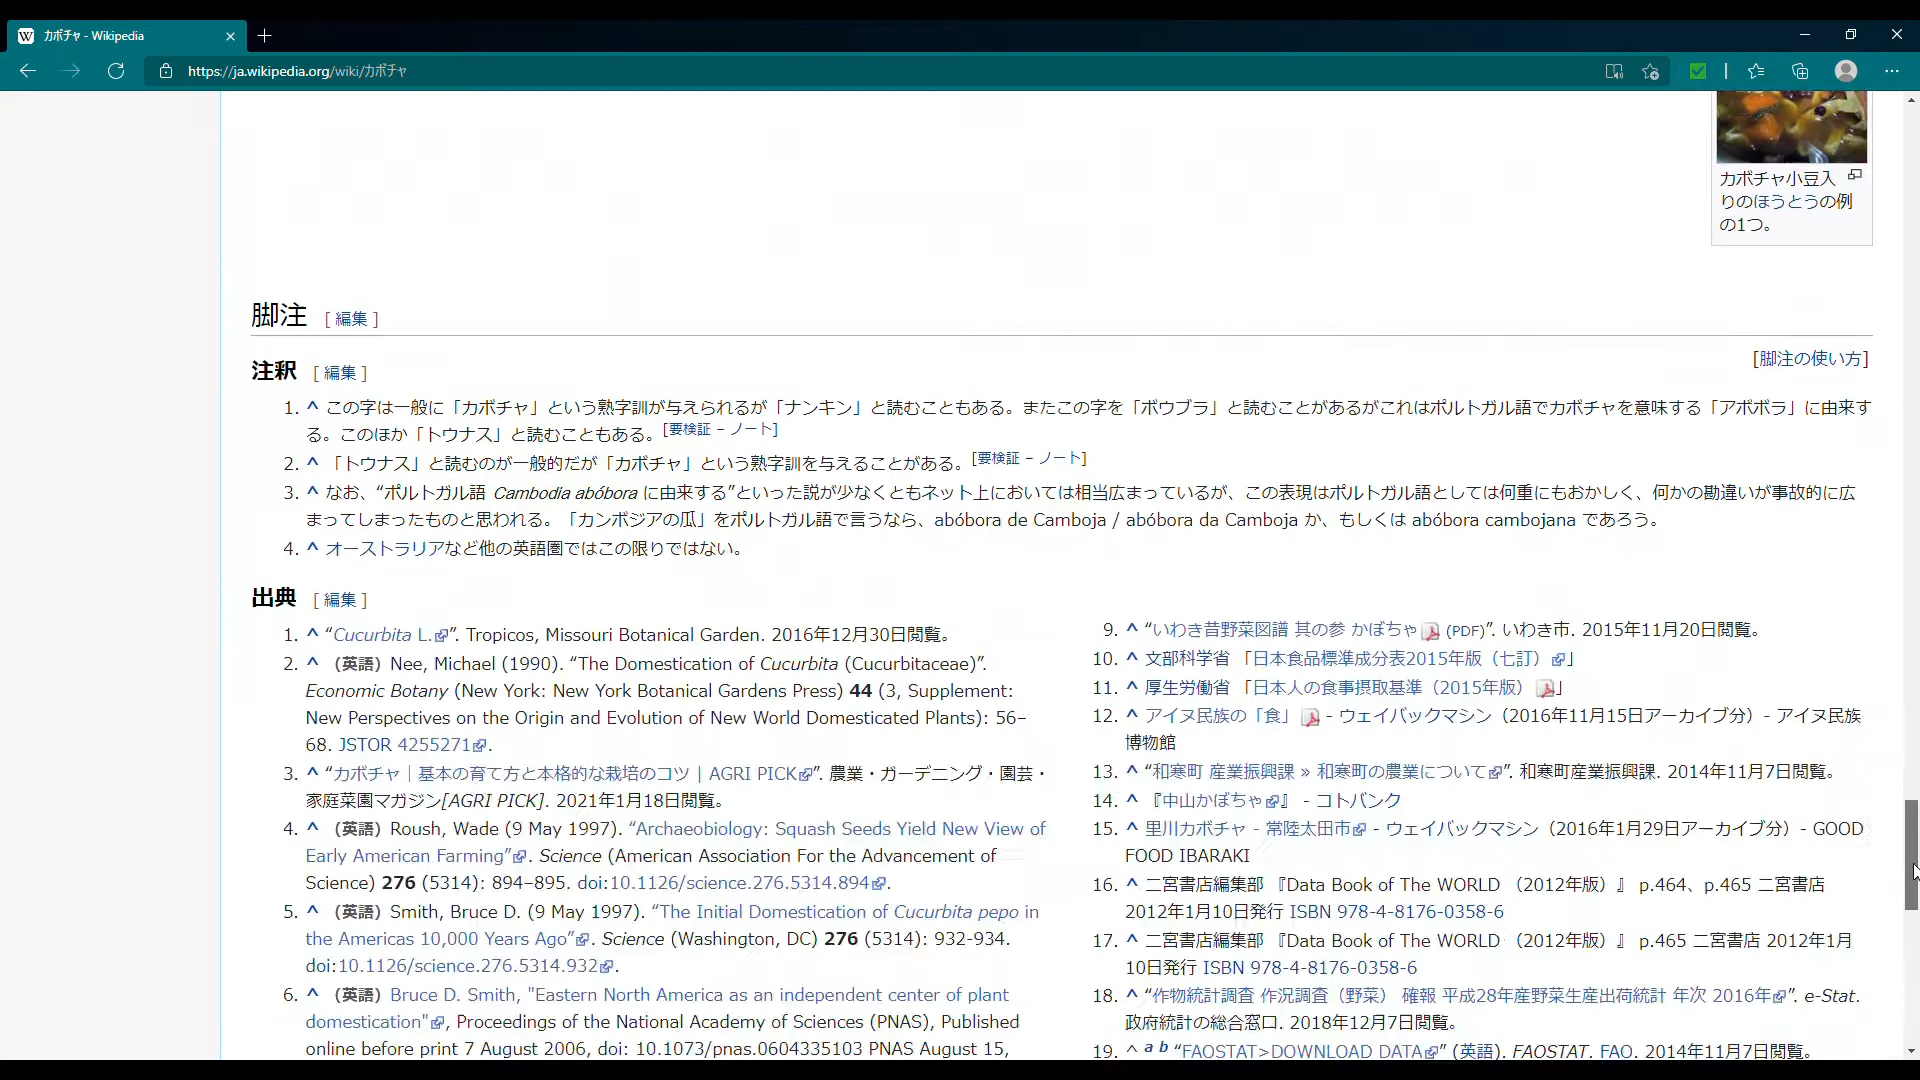 カボチャ - Wikipedia
https://ja.wikipedia.org/wiki/カボチャ
カボチャ小豆入
りのほうとうの例
の1つ。
脚注 [ 編集 ]
[脚注の使い方]
注釈 [ 編集 ]
1. ^ この字は一般に「カボチャ」という熟字訓が与えられるが「ナンキン」と読むこともある。またこの字を「ボウブラ」と読むことがあるがこれはポルトガル語でカボチャを意味する「アボボラ」に由来す
る。このほか「トウナス」と読むこともある。[要検証 – ノート]
2. ^ 「トウナス」と読むのが一般的だが「カボチャ」という熟字訓を与えることがある。[要検証 – ノート]
3. ^ なお、“ポルトガル語 Cambodia abóbora に由来する”といった説が少なくともネット上においては相当広まっているが、この表現はポルトガル語としては何重にもおかしく、何かの勘違いが事故的に広
まってしまったものと思われる。「カンボジアの瓜」をポルトガル語で言うなら、abóbora de Camboja / abóbora da Camboja か、もしくは abóbora cambojana であろう。
4. ^ オーストラリアなど他の英語圏ではこの限りではない。
出典 [ 編集 ]
1. ^ “Cucurbita L.”. Tropicos, Missouri Botanical Garden. 2016年12月30日閲覧。
2. ^ （英語）Nee, Michael (1990). “The Domestication of Cucurbita (Cucurbitaceae)”.
Economic Botany (New York: New York Botanical Gardens Press) 44 (3, Supplement:
New Perspectives on the Origin and Evolution of New World Domesticated Plants): 56–
68. JSTOR 4255271.
3. ^ “カボチャ｜基本の育て方と本格的な栽培のコツ | AGRI PICK”. 農業・ガーデニング・園芸・
家庭菜園マガジン[AGRI PICK]. 2021年1月18日閲覧。
4. ^ （英語）Roush, Wade (9 May 1997). “Archaeobiology: Squash Seeds Yield New View of
Early American Farming”. Science (American Association For the Advancement of
Science) 276 (5314): 894–895. doi:10.1126/science.276.5314.894.
5. ^ （英語）Smith, Bruce D. (9 May 1997). “The Initial Domestication of Cucurbita pepo in
the Americas 10,000 Years Ago”. Science (Washington, DC) 276 (5314): 932-934.
doi:10.1126/science.276.5314.932.
6. ^ （英語）Bruce D. Smith, "Eastern North America as an independent center of plant
domestication", Proceedings of the National Academy of Sciences (PNAS), Published
online before print 7 August 2006, doi: 10.1073/pnas.0604335103 PNAS August 15,
9. ^ “いわき昔野菜図譜 其の参 かぼちゃ (PDF)”. いわき市. 2015年11月20日閲覧。
10. ^ 文部科学省 「日本食品標準成分表2015年版（七訂）」
11. ^ 厚生労働省 「日本人の食事摂取基準（2015年版）」
12. ^ アイヌ民族の「食」 - ウェイバックマシン（2016年11月15日アーカイブ分）- アイヌ民族
博物館
13. ^ “和寒町 産業振興課 » 和寒町の農業について”. 和寒町産業振興課. 2014年11月7日閲覧。
14. ^ 『中山かぼちゃ』 - コトバンク
15. ^ 里川カボチャ - 常陸太田市 - ウェイバックマシン（2016年1月29日アーカイブ分）- GOOD
FOOD IBARAKI
16. ^ 二宮書店編集部 『Data Book of The WORLD （2012年版）』 p.464、p.465 二宮書店
2012年1月10日発行 ISBN 978-4-8176-0358-6
17. ^ 二宮書店編集部 『Data Book of The WORLD （2012年版）』 p.465 二宮書店 2012年1月
10日発行 ISBN 978-4-8176-0358-6
18. ^ “作物統計調査 作況調査（野菜） 確報 平成28年産野菜生産出荷統計 年次 2016年”. e-Stat.
政府統計の総合窓口. 2018年12月7日閲覧。
19. ^ a b “FAOSTAT>DOWNLOAD DATA” (英語). FAOSTAT. FAO. 2014年11月7日閲覧。